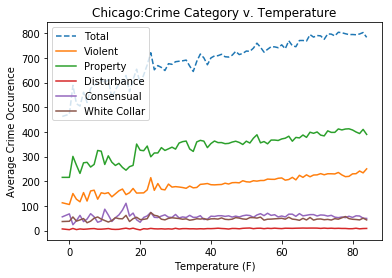 Chicago:Crime Category v. Temperature
Total
Violent
Property
Disturbance
Consensual
White Collar
Average Crime Occurence
800
700
600
500
400
300
200
100
0
0
20
40
60
80
Temperature (F)